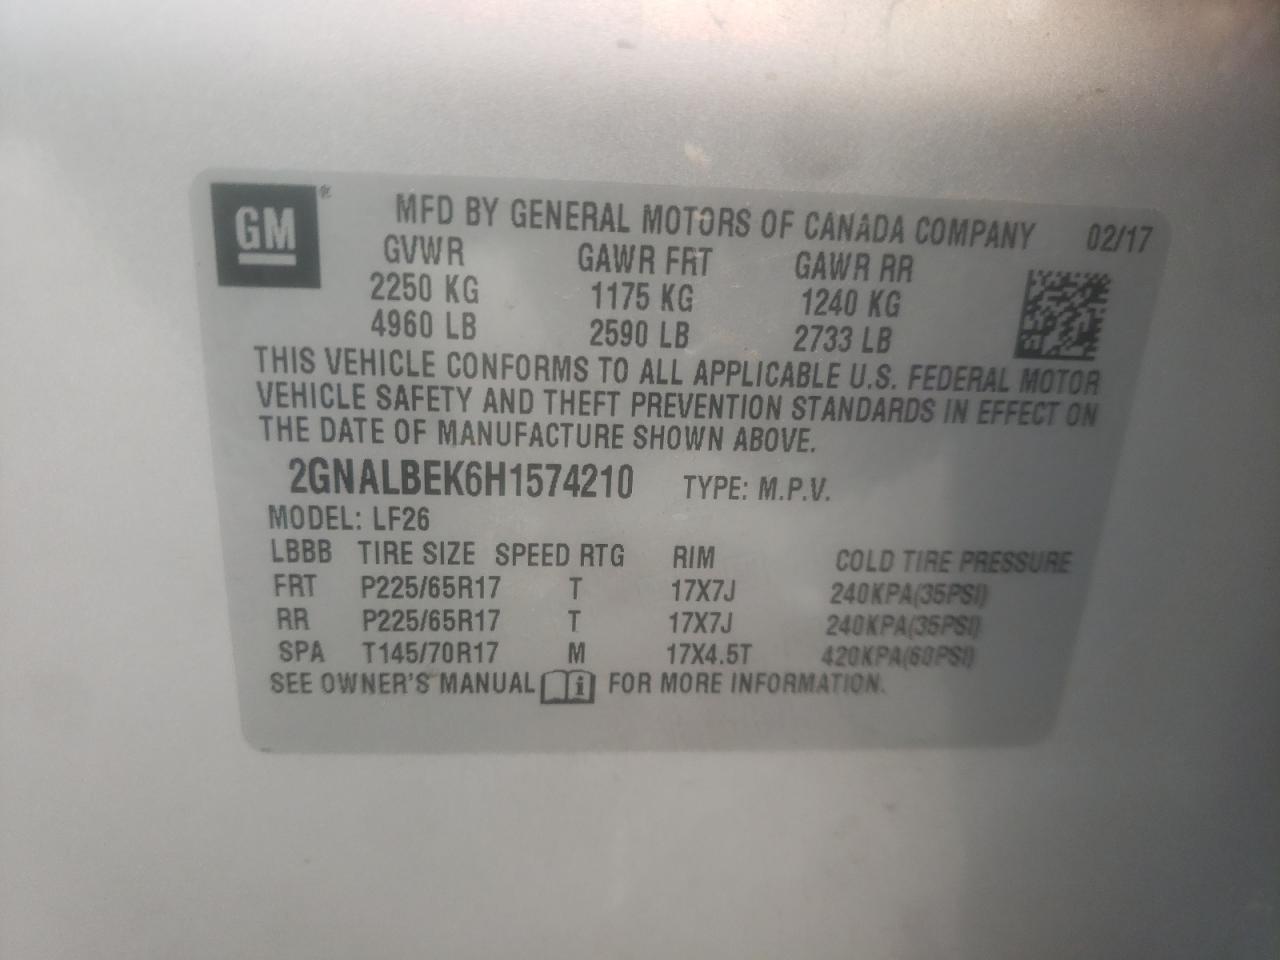 GM ®
MFD BY GENERAL MOTORS OF CANADA COMPANY 02/17
GVWR GAWR FRT GAWR RR
2250 KG 1175 KG 1240 KG
4960 LB 2590 LB 2733 LB
THIS VEHICLE CONFORMS TO ALL APPLICABLE U.S. FEDERAL MOTOR
VEHICLE SAFETY AND THEFT PREVENTION STANDARDS IN EFFECT ON
THE DATE OF MANUFACTURE SHOWN ABOVE.
2GNALBEK6H1574210 TYPE: M.P.V.
MODEL: LF26
LBBB TIRE SIZE SPEED RTG RIM COLD TIRE PRESSURE
FRT P225/65R17 T 17X7J 240KPA(35PSI)
RR P225/65R17 T 17X7J 240KPA(35PSI)
SPA T145/70R17 M 17X4.5T 420KPA(60PSI)
SEE OWNER'S MANUAL i FOR MORE INFORMATION.